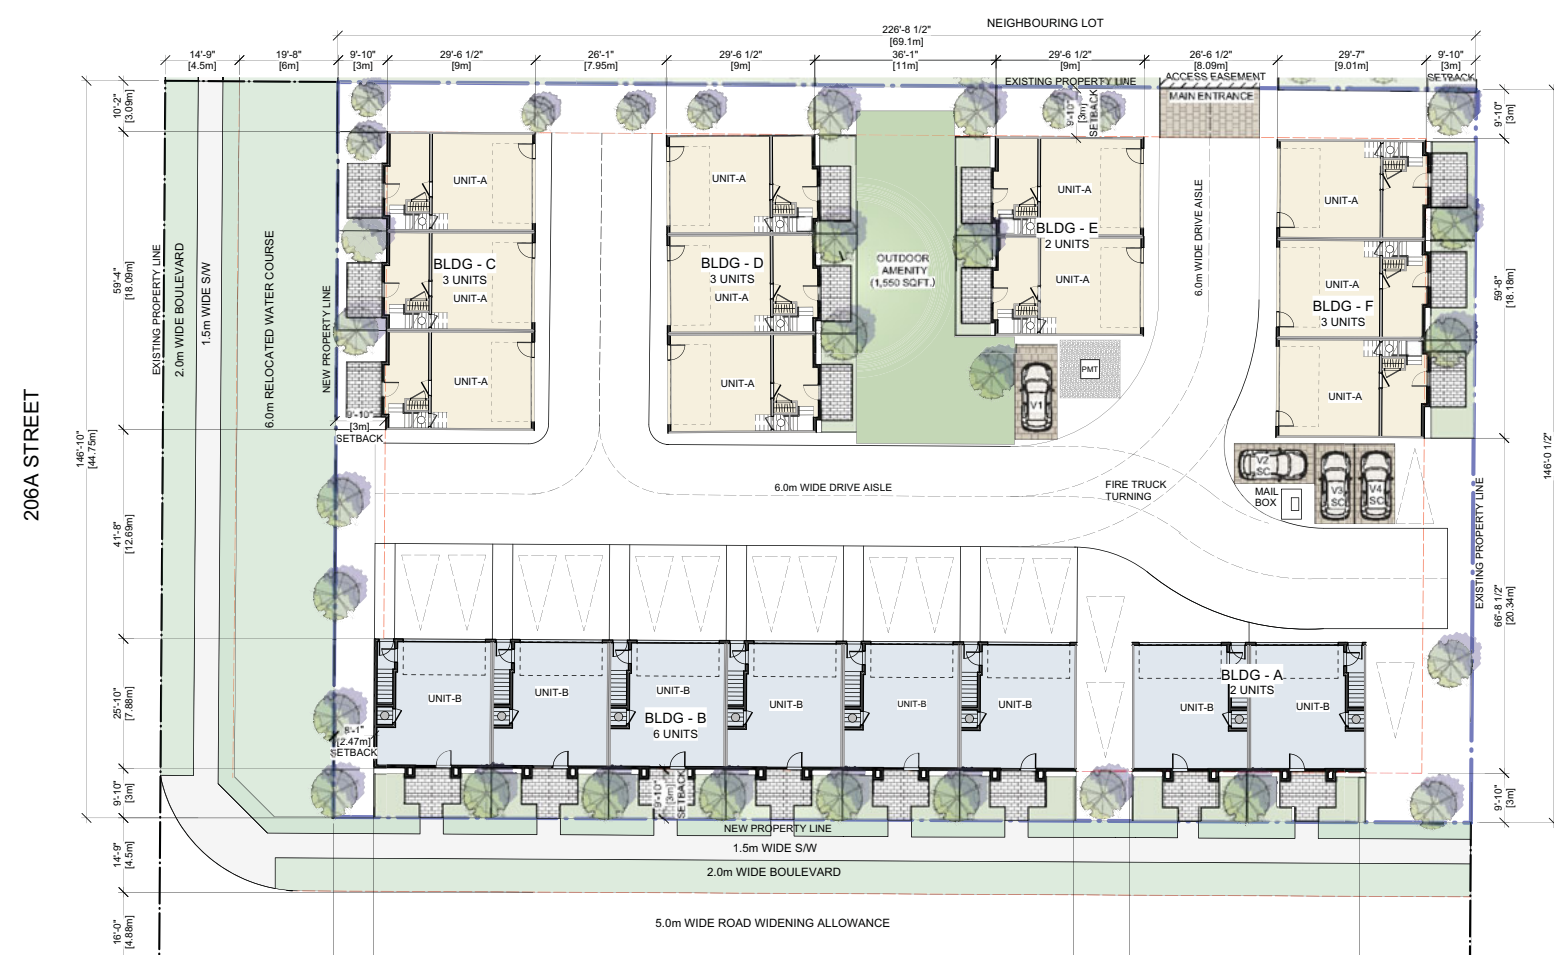 NEIGHBOURING LOT
226'-8 1/2"
[69.1m]
14'-9"
[4.5m]
19'-8"
[6m]
9'-10"
[3m]
29'-6 1/2"
[9m]
26'-1"
[7.95m]
29'-6 1/2"
[9m]
36'-1"
[11m]
29'-6 1/2"
[9m]
26'-6 1/2"
[8.09m]
29'-7"
[9.01m]
9'-10"
[3m]
SETBACK
EXISTING PROPERTY LINE
ACCESS EASEMENT
MAIN ENTRANCE
9'-10"
[3m]
SETBACK
10'-2"
[3.09m]
59'-4"
[18.09m]
146'-10"
[44.75m]
41'-8"
[12.69m]
25'-10"
[7.88m]
9'-10"
[3m]
14'-9"
[4.5m]
16'-0"
[4.88m]
206A STREET
EXISTING PROPERTY LINE
2.0m WIDE BOULEVARD
1.5m WIDE S/W
6.0m RELOCATED WATER COURSE
NEW PROPERTY LINE
UNIT-A
BLDG - C
3 UNITS
UNIT-A
UNIT-A
9'-10"
[3m]
SETBACK
UNIT-A
BLDG - D
3 UNITS
UNIT-A
UNIT-A
OUTDOOR
AMENITY
(1,550 SQFT.)
UNIT-A
BLDG - E
2 UNITS
UNIT-A
V1
PMT
6.0m WIDE DRIVE AISLE
UNIT-A
UNIT-A
BLDG - F
3 UNITS
UNIT-A
9'-10"
[3m]
59'-8"
[18.18m]
146'-0 1/2"
66'-8 1/2"
[20.34m]
9'-10"
[3m]
EXISTING PROPERTY LINE
V2
SC
V3
SC
V4
SC
MAIL
BOX
6.0m WIDE DRIVE AISLE
FIRE TRUCK
TURNING
UNIT-B
UNIT-B
UNIT-B
UNIT-B
UNIT-B
UNIT-B
BLDG - B
6 UNITS
BLDG - A
2 UNITS
UNIT-B
UNIT-B
8'-1"
[2.47m]
SETBACK
9'-10"
[3m]
SETBACK
NEW PROPERTY LINE
1.5m WIDE S/W
2.0m WIDE BOULEVARD
5.0m WIDE ROAD WIDENING ALLOWANCE